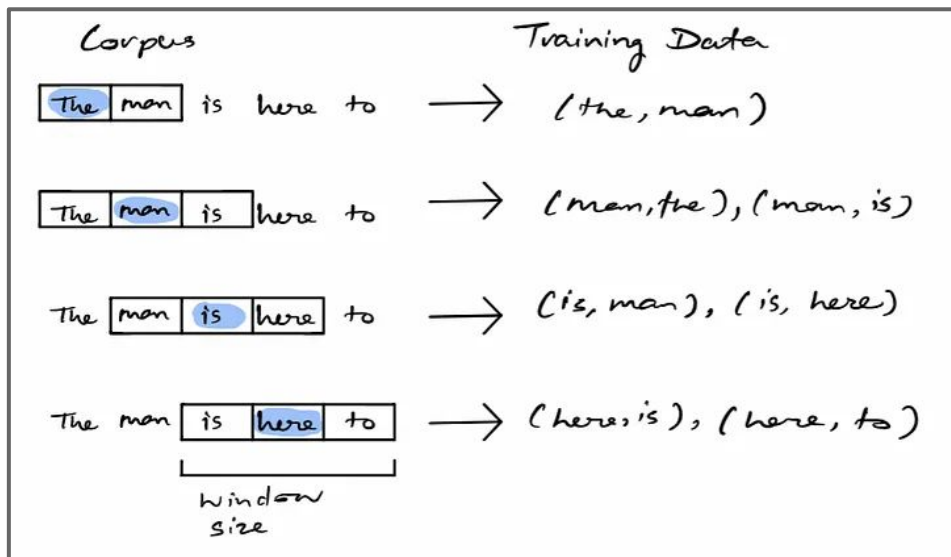 Corpus Training Data
The man is here to → (the, man)
The man is here to → (man, the), (man, is)
The man is here to → (is, man), (is, here)
The man is here to → (here, is), (here, to)
window
size